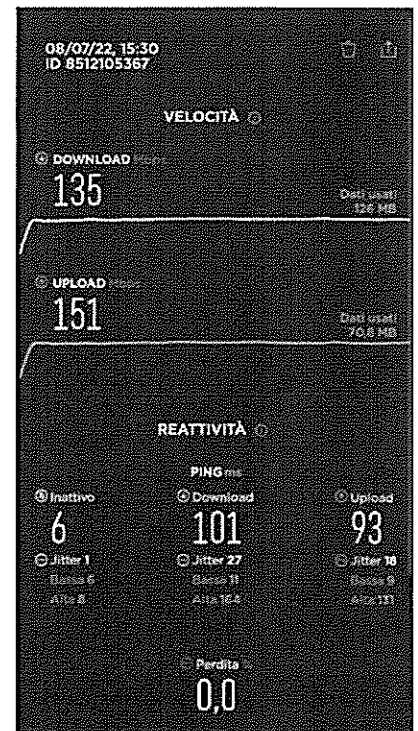 08/07/22, 15:30
ID 8512105367
VELOCITÀ
DOWNLOAD Mbps
135
Dati usati
126 MB
UPLOAD Mbps
151
Dati usati
70,8 MB
REATTIVITÀ
PING ms
Inattivo Download Upload
6 101 93
Jitter 1 Jitter 27 Jitter 18
Bassa 6 Bassa 11 Bassa 9
Alta 8 Alta 164 Alta 131
Perdita %
0,0